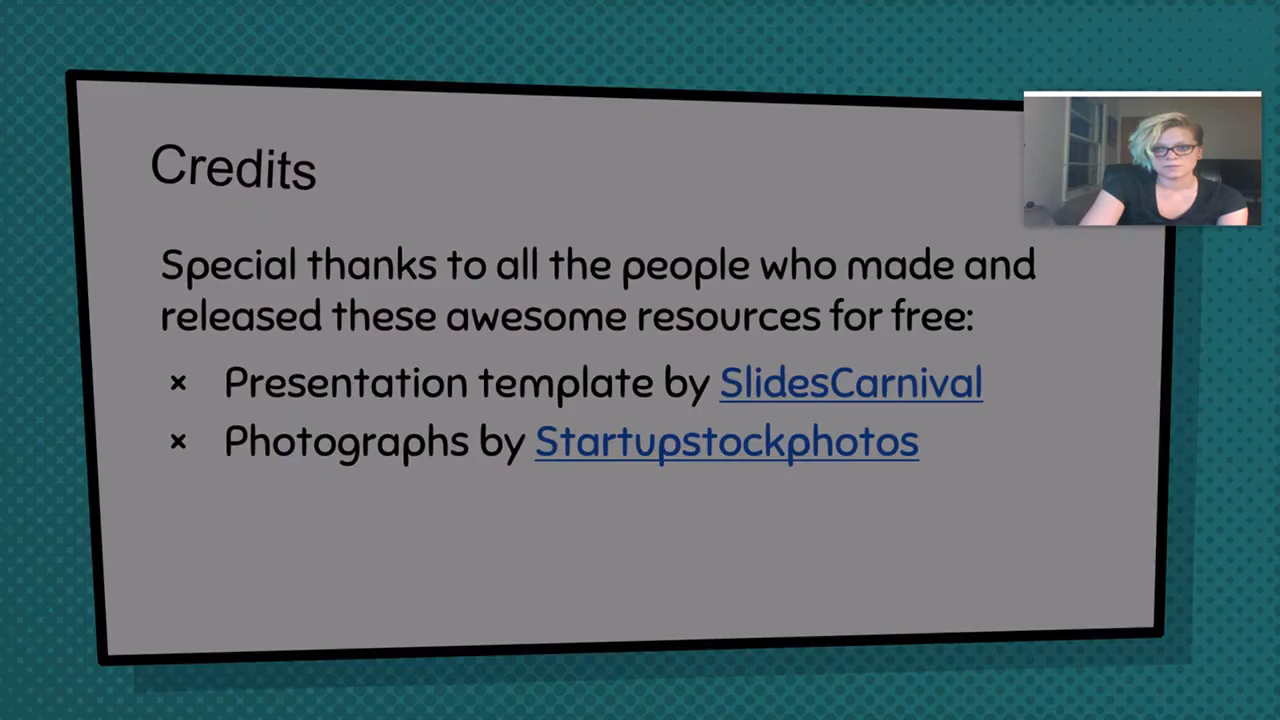 Credits
Special thanks to all the people who made and
released these awesome resources for free:
× Presentation template by SlidesCarnival
× Photographs by Startupstockphotos